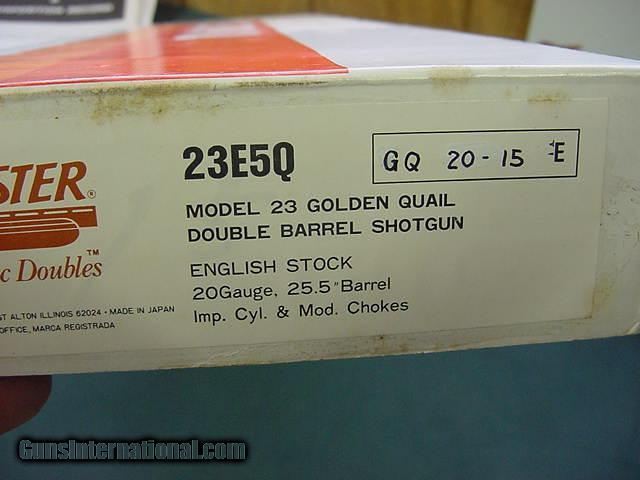 23E5Q
GQ 20-15 E
MODEL 23 GOLDEN QUAIL
DOUBLE BARREL SHOTGUN
ENGLISH STOCK
20Gauge, 25.5" Barrel
Imp. Cyl. & Mod. Chokes
STER®
c Doubles™
ST ALTON ILLINOIS 62024 • MADE IN JAPAN
OFFICE, MARCA REGISTRADA
GunsInternational.com